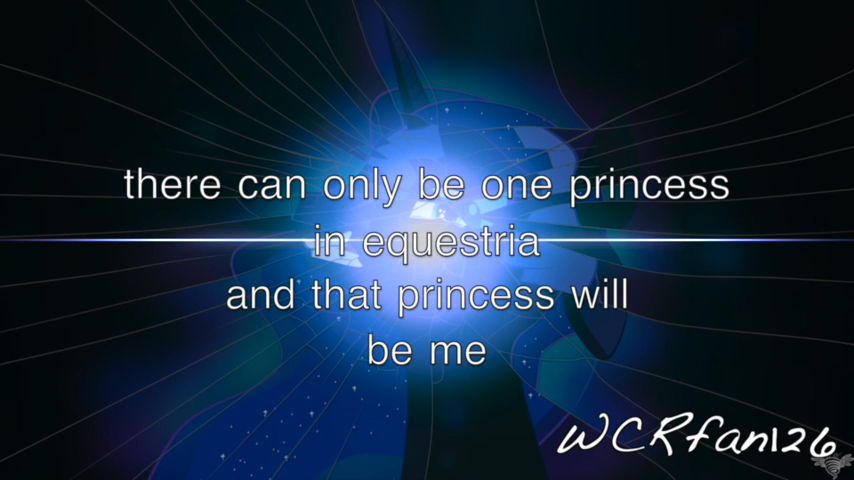 there can only be one princess
in equestria
and that princess will
be me
WCRfan126